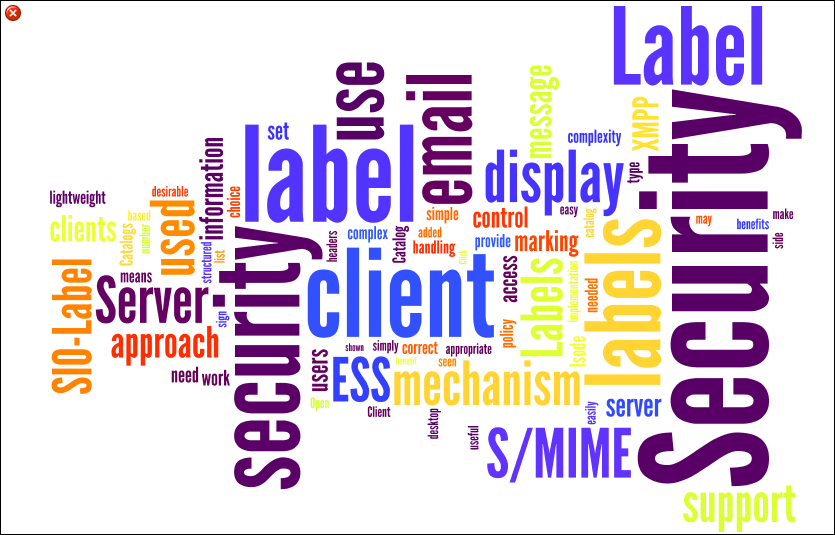 Label
use
email
message
XMPP
Security
set
label
complexity
display
type
information
lightweight
desirable
choice
simple
control
easy
catalog
may
benefits
make
side
clients
based
number
Catalogs
used
structured
list
security
headers
complex
Catalog
added
handling
provide
marking
labels
SIO-Label
means
Server
sign
client
Click
access
Labels
implementation
needed
approach
shown
simply
correct
appropriate
policy
Isode
need
work
users
ESS
benefit
seen
mechanism
Open
Client
desktop
useful
easily
server
S/MIME
support